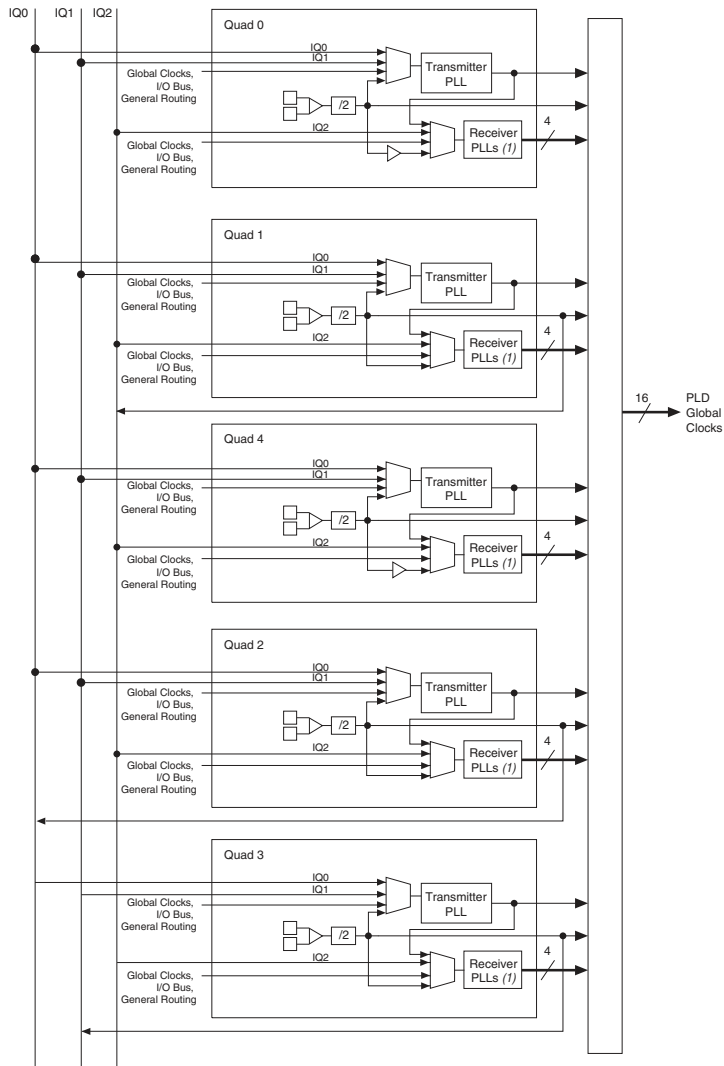 IQ0 IQ1 IQ2
Quad 0
IQ0
IQ1
Global Clocks,
I/O Bus,
General Routing
Transmitter
PLL
/2
IQ2
Global Clocks,
I/O Bus,
General Routing
Receiver
PLLs (1)
4
Quad 1
IQ0
IQ1
Global Clocks,
I/O Bus,
General Routing
Transmitter
PLL
/2
IQ2
Global Clocks,
I/O Bus,
General Routing
Receiver
PLLs (1)
4
16
PLD
Global
Clocks
Quad 4
IQ0
IQ1
Global Clocks,
I/O Bus,
General Routing
Transmitter
PLL
/2
IQ2
Global Clocks,
I/O Bus,
General Routing
Receiver
PLLs (1)
4
Quad 2
IQ0
IQ1
Global Clocks,
I/O Bus,
General Routing
Transmitter
PLL
/2
IQ2
Global Clocks,
I/O Bus,
General Routing
Receiver
PLLs (1)
4
Quad 3
IQ0
IQ1
Global Clocks,
I/O Bus,
General Routing
Transmitter
PLL
/2
IQ2
Global Clocks,
I/O Bus,
General Routing
Receiver
PLLs (1)
4